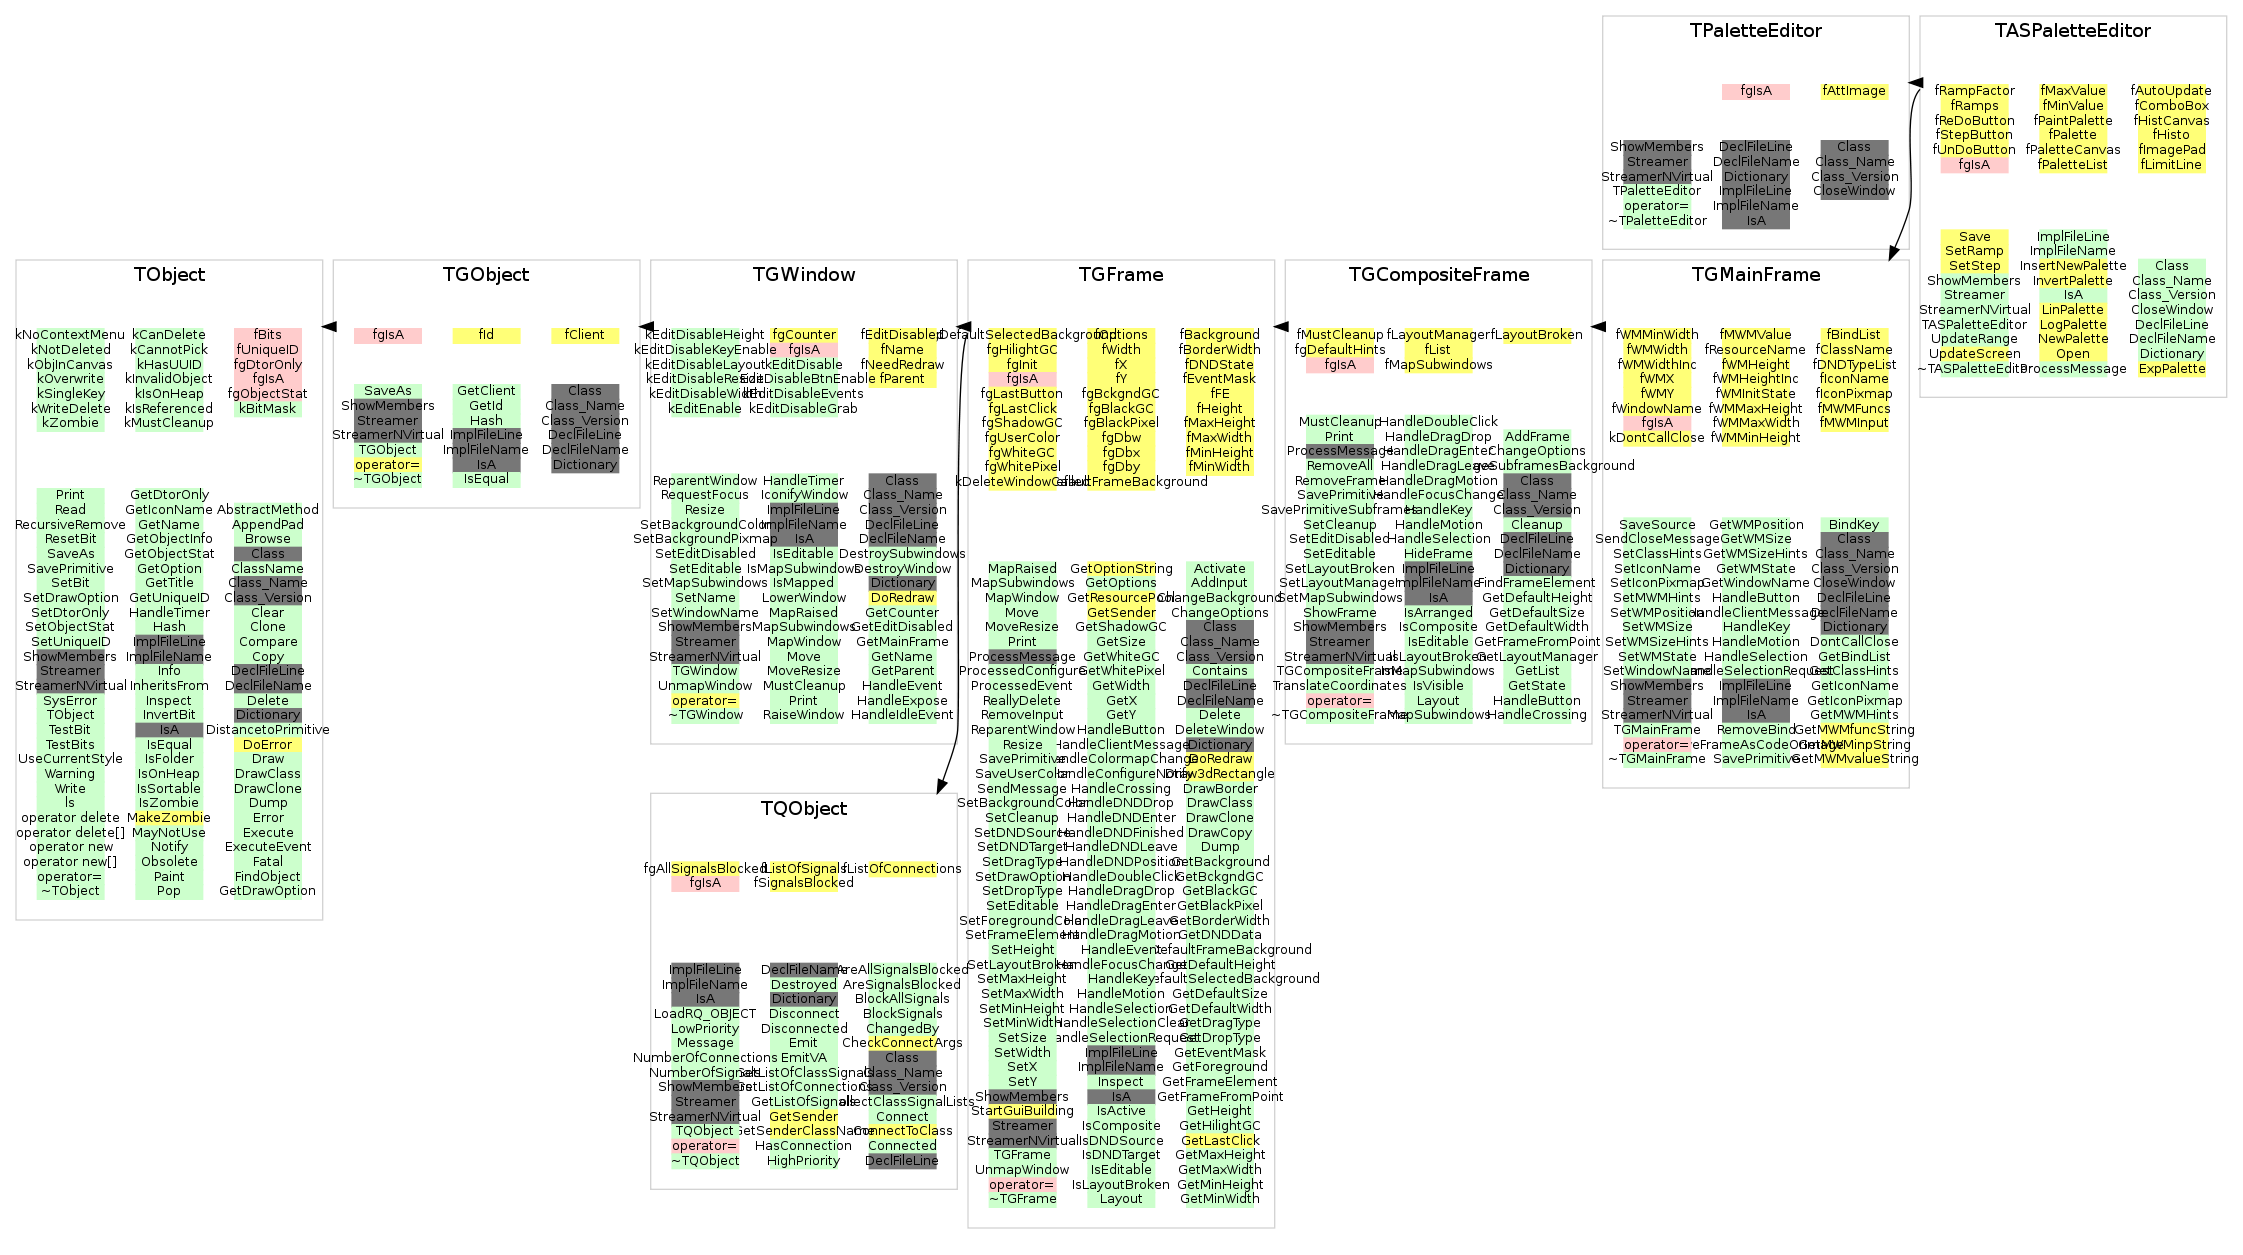 TPaletteEditor
fgIsA
fAttImage
ShowMembers
Streamer
StreamerNVirtual
TPaletteEditor
operator=
~TPaletteEditor
DeclFileLine
DeclFileName
Dictionary
ImplFileLine
ImplFileName
IsA
Class
Class_Name
Class_Version
CloseWindow
TASPaletteEditor
fRampFactor
fRamps
fReDoButton
fStepButton
fUnDoButton
fgIsA
fMaxValue
fMinValue
fPaintPalette
fPalette
fPaletteCanvas
fPaletteList
fAutoUpdate
fComboBox
fHistCanvas
fHisto
fImagePad
fLimitLine
Save
SetRamp
SetStep
ShowMembers
Streamer
StreamerNVirtual
TASPaletteEditor
UpdateRange
UpdateScreen
~TASPaletteEditor
ImplFileLine
ImplFileName
InsertNewPalette
InvertPalette
IsA
LinPalette
LogPalette
NewPalette
Open
ProcessMessage
Class
Class_Name
Class_Version
CloseWindow
DeclFileLine
DeclFileName
Dictionary
ExpPalette
TObject
kNoContextMenu
kNotDeleted
kObjInCanvas
kOverwrite
kSingleKey
kWriteDelete
kZombie
kCanDelete
kCannotPick
kHasUUID
kInvalidObject
kIsOnHeap
kIsReferenced
kMustCleanup
fBits
fUniqueID
fgDtorOnly
fgIsA
fgObjectStat
kBitMask
Print
Read
RecursiveRemove
ResetBit
SaveAs
SavePrimitive
SetBit
SetDrawOption
SetDtorOnly
SetObjectStat
SetUniqueID
ShowMembers
Streamer
StreamerNVirtual
SysError
TObject
TestBit
TestBits
UseCurrentStyle
Warning
Write
ls
operator delete
operator delete[]
operator new
operator new[]
operator=
~TObject
GetDtorOnly
GetIconName
GetName
GetObjectInfo
GetObjectStat
GetOption
GetTitle
GetUniqueID
HandleTimer
Hash
ImplFileLine
ImplFileName
Info
InheritsFrom
Inspect
InvertBit
IsA
IsEqual
IsFolder
IsOnHeap
IsSortable
IsZombie
MakeZombie
MayNotUse
Notify
Obsolete
Paint
Pop
AbstractMethod
AppendPad
Browse
Class
ClassName
Class_Name
Class_Version
Clear
Clone
Compare
Copy
DeclFileLine
DeclFileName
Delete
Dictionary
DistancetoPrimitive
DoError
Draw
DrawClass
DrawClone
Dump
Error
Execute
ExecuteEvent
Fatal
FindObject
GetDrawOption
TGObject
fgIsA
fId
fClient
SaveAs
ShowMembers
Streamer
StreamerNVirtual
TGObject
operator=
~TGObject
GetClient
GetId
Hash
ImplFileLine
ImplFileName
IsA
IsEqual
Class
Class_Name
Class_Version
DeclFileLine
DeclFileName
Dictionary
TGWindow
kEditDisableHeight
kEditDisableKeyEnable
kEditDisableLayout
kEditDisableResize
kEditDisableWidth
kEditEnable
fgCounter
fgIsA
kEditDisable
kEditDisableBtnEnable
kEditDisableEvents
kEditDisableGrab
fEditDisabled
fName
fNeedRedraw
fParent
ReparentWindow
RequestFocus
Resize
SetBackgroundColor
SetBackgroundPixmap
SetEditDisabled
SetEditable
SetMapSubwindows
SetName
SetWindowName
ShowMembers
Streamer
StreamerNVirtual
TGWindow
UnmapWindow
operator=
~TGWindow
HandleTimer
IconifyWindow
ImplFileLine
ImplFileName
IsA
IsEditable
IsMapSubwindows
IsMapped
LowerWindow
MapRaised
MapSubwindows
MapWindow
Move
MoveResize
MustCleanup
Print
RaiseWindow
Class
Class_Name
Class_Version
DeclFileLine
DeclFileName
DestroySubwindows
DestroyWindow
Dictionary
DoRedraw
GetCounter
GetEditDisabled
GetMainFrame
GetName
GetParent
HandleEvent
HandleExpose
HandleIdleEvent
TQObject
fgAllSignalsBlocked
fgIsA
fListOfSignals
fSignalsBlocked
fListOfConnections
ImplFileLine
ImplFileName
IsA
LoadRQ_OBJECT
LowPriority
Message
NumberOfConnections
NumberOfSignals
ShowMembers
Streamer
StreamerNVirtual
TQObject
operator=
~TQObject
DeclFileName
Destroyed
Dictionary
Disconnect
Disconnected
Emit
EmitVA
GetListOfClassSignals
GetListOfConnections
GetListOfSignals
GetSender
GetSenderClassName
HasConnection
HighPriority
AreAllSignalsBlocked
AreSignalsBlocked
BlockAllSignals
BlockSignals
ChangedBy
CheckConnectArgs
Class
Class_Name
Class_Version
ollectClassSignalLists
Connect
ConnectToClass
Connected
DeclFileLine
TGFrame
DefaultSelectedBackground
fgHilightGC
fgInit
fgIsA
fgLastButton
fgLastClick
fgShadowGC
fgUserColor
fgWhiteGC
fgWhitePixel
kDeleteWindowCalled
fOptions
fWidth
fX
fY
fgBckgndGC
fgBlackGC
fgBlackPixel
fgDbw
fgDbx
fgDby
efaultFrameBackground
fBackground
fBorderWidth
fDNDState
fEventMask
fFE
fHeight
fMaxHeight
fMaxWidth
fMinHeight
fMinWidth
MapRaised
MapSubwindows
MapWindow
Move
MoveResize
Print
ProcessMessage
ProcessedConfigure
ProcessedEvent
ReallyDelete
RemoveInput
ReparentWindow
Resize
SavePrimitive
SaveUserColor
SendMessage
SetBackgroundColor
SetCleanup
SetDNDSource
SetDNDTarget
SetDragType
SetDrawOption
SetDropType
SetEditable
SetForegroundColor
SetFrameElement
SetHeight
SetLayoutBroken
SetMaxHeight
SetMaxWidth
SetMinHeight
SetMinWidth
SetSize
SetWidth
SetX
SetY
ShowMembers
StartGuiBuilding
Streamer
StreamerNVirtual
TGFrame
UnmapWindow
operator=
~TGFrame
GetOptionString
GetOptions
GetResourcePool
GetSender
GetShadowGC
GetSize
GetWhiteGC
GetWhitePixel
GetWidth
GetX
GetY
HandleButton
HandleClientMessage
HandleColormapChange
HandleConfigureNotify
HandleCrossing
HandleDNDDrop
HandleDNDEnter
HandleDNDFinished
HandleDNDLeave
HandleDNDPosition
HandleDoubleClick
HandleDragDrop
HandleDragEnter
HandleDragLeave
HandleDragMotion
HandleEvent
HandleFocusChange
HandleKey
HandleMotion
HandleSelection
HandleSelectionClear
HandleSelectionRequest
ImplFileLine
ImplFileName
Inspect
IsA
IsActive
IsComposite
IsDNDSource
IsDNDTarget
IsEditable
IsLayoutBroken
Layout
Activate
AddInput
ChangeBackground
ChangeOptions
Class
Class_Name
Class_Version
Contains
DeclFileLine
DeclFileName
Delete
DeleteWindow
Dictionary
DoRedraw
Draw3dRectangle
DrawBorder
DrawClass
DrawClone
DrawCopy
Dump
GetBackground
GetBckgndGC
GetBlackGC
GetBlackPixel
GetBorderWidth
GetDNDData
efaultFrameBackground
GetDefaultHeight
efaultSelectedBackground
GetDefaultSize
GetDefaultWidth
GetDragType
GetDropType
GetEventMask
GetForeground
GetFrameElement
GetFrameFromPoint
GetHeight
GetHilightGC
GetLastClick
GetMaxHeight
GetMaxWidth
GetMinHeight
GetMinWidth
TGCompositeFrame
fMustCleanup
fgDefaultHints
fgIsA
fLayoutManager
fList
fMapSubwindows
fLayoutBroken
MustCleanup
Print
ProcessMessage
RemoveAll
RemoveFrame
SavePrimitive
SavePrimitiveSubframes
SetCleanup
SetEditDisabled
SetEditable
SetLayoutBroken
SetLayoutManager
SetMapSubwindows
ShowFrame
ShowMembers
Streamer
StreamerNVirtual
TGCompositeFrame
TranslateCoordinates
operator=
~TGCompositeFrame
HandleDoubleClick
HandleDragDrop
HandleDragEnter
HandleDragLeave
HandleDragMotion
HandleFocusChange
HandleKey
HandleMotion
HandleSelection
HideFrame
ImplFileLine
ImplFileName
IsA
IsArranged
IsComposite
IsEditable
IsLayoutBroken
IsMapSubwindows
IsVisible
Layout
MapSubwindows
AddFrame
ChangeOptions
geSubframesBackground
Class
Class_Name
Class_Version
Cleanup
DeclFileLine
DeclFileName
Dictionary
FindFrameElement
GetDefaultHeight
GetDefaultSize
GetDefaultWidth
GetFrameFromPoint
GetLayoutManager
GetList
GetState
HandleButton
HandleCrossing
TGMainFrame
fWMMinWidth
fWMWidth
fWMWidthInc
fWMX
fWMY
fWindowName
fgIsA
kDontCallClose
fMWMValue
fResourceName
fWMHeight
fWMHeightInc
fWMInitState
fWMMaxHeight
fWMMaxWidth
fWMMinHeight
fBindList
fClassName
fDNDTypeList
fIconName
fIconPixmap
fMWMFuncs
fMWMInput
SaveSource
SendCloseMessage
SetClassHints
SetIconName
SetIconPixmap
SetMWMHints
SetWMPosition
SetWMSize
SetWMSizeHints
SetWMState
SetWindowName
ShowMembers
Streamer
StreamerNVirtual
TGMainFrame
operator=
~TGMainFrame
GetWMPosition
GetWMSize
GetWMSizeHints
GetWMState
GetWindowName
HandleButton
HandleClientMessage
HandleKey
HandleMotion
HandleSelection
ndleSelectionRequest
ImplFileLine
ImplFileName
IsA
RemoveBind
SavePrimitive
BindKey
Class
Class_Name
Class_Version
CloseWindow
DeclFileLine
DeclFileName
Dictionary
DontCallClose
GetBindList
GetClassHints
GetIconName
GetIconPixmap
GetMWMHints
GetMWMfuncString
GetMWMinpString
GetMWMvalueString